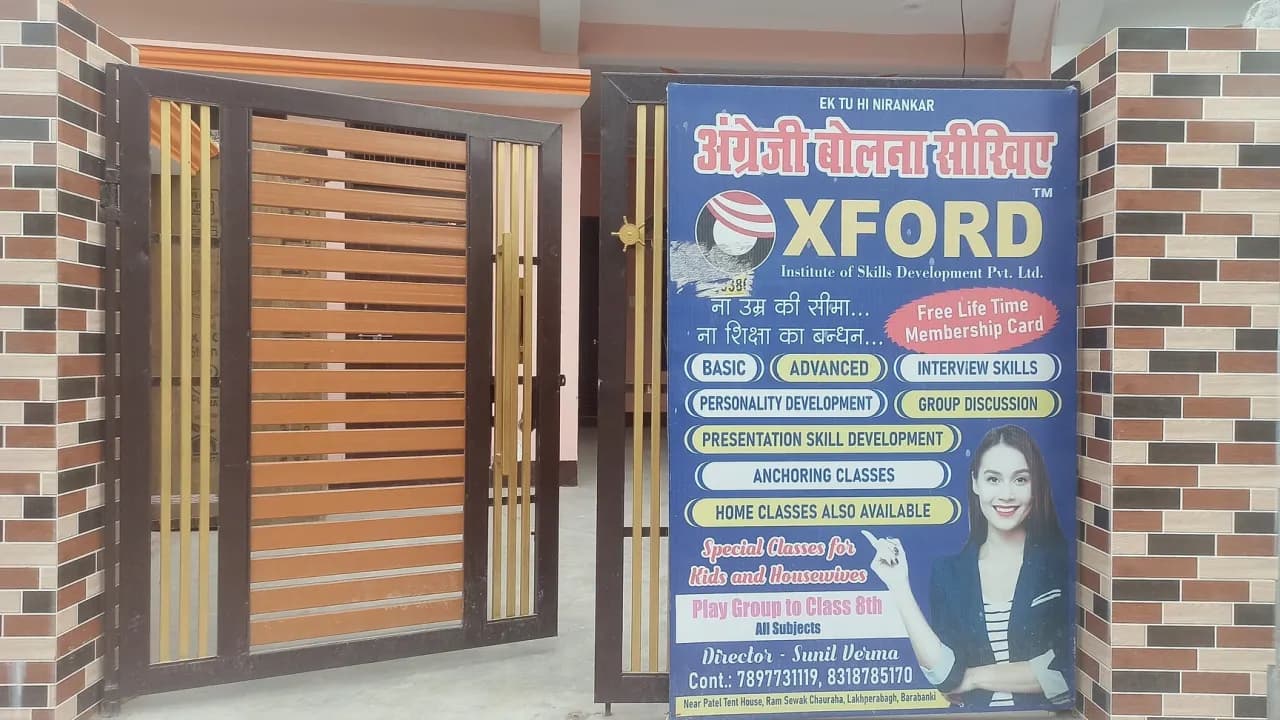 EK TU HI NIRANKAR
अंग्रेजी बोलना सीखिए
OXFORD TM
Institute of Skills Development Pvt. Ltd.
ना उम्र की सीमा...
ना शिक्षा का बन्धन...
Free Life Time
Membership Card
BASIC ADVANCED INTERVIEW SKILLS
PERSONALITY DEVELOPMENT GROUP DISCUSSION
PRESENTATION SKILL DEVELOPMENT
ANCHORING CLASSES
HOME CLASSES ALSO AVAILABLE
Special Classes for
Kids and Housewives
Play Group to Class 8th
All Subjects
Director - Sunil Verma
Cont.: 7897731119, 8318785170
Near Patel Tent House, Ram Sewak Chauraha, Lakhperabagh, Barabanki